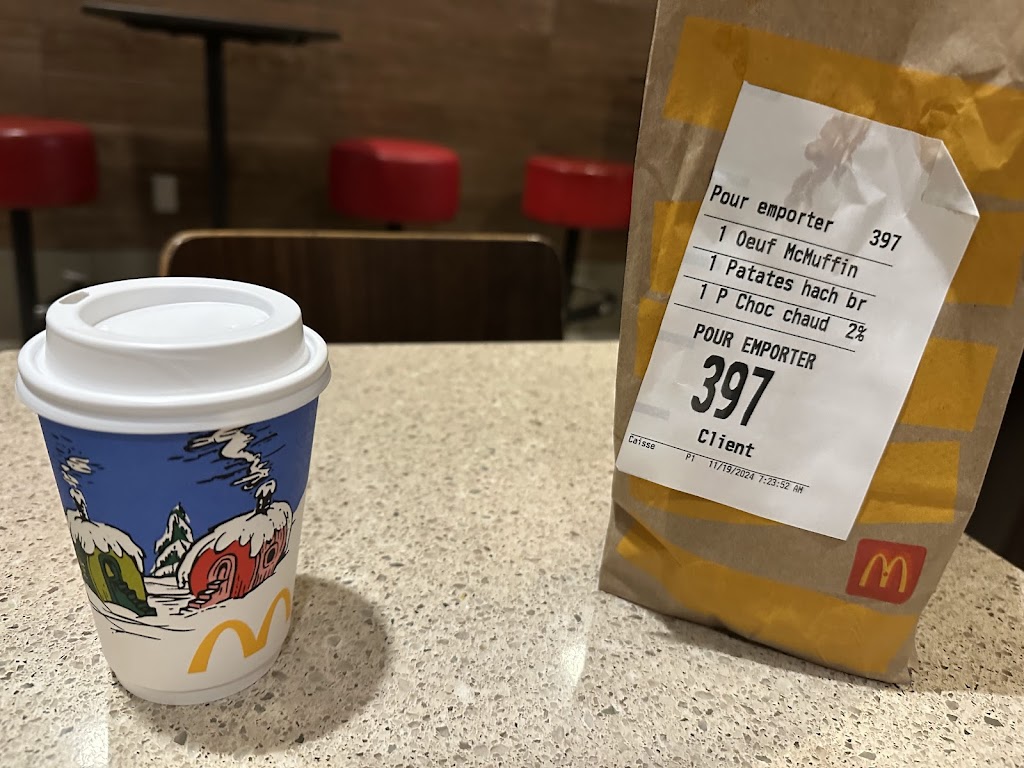 Pour emporter 397
1 Oeuf McMuffin
1 Patates hach br
1 P Choc chaud 2%
POUR EMPORTER
397
Client
Caisse P1 11/19/2024 7:23:52 AM